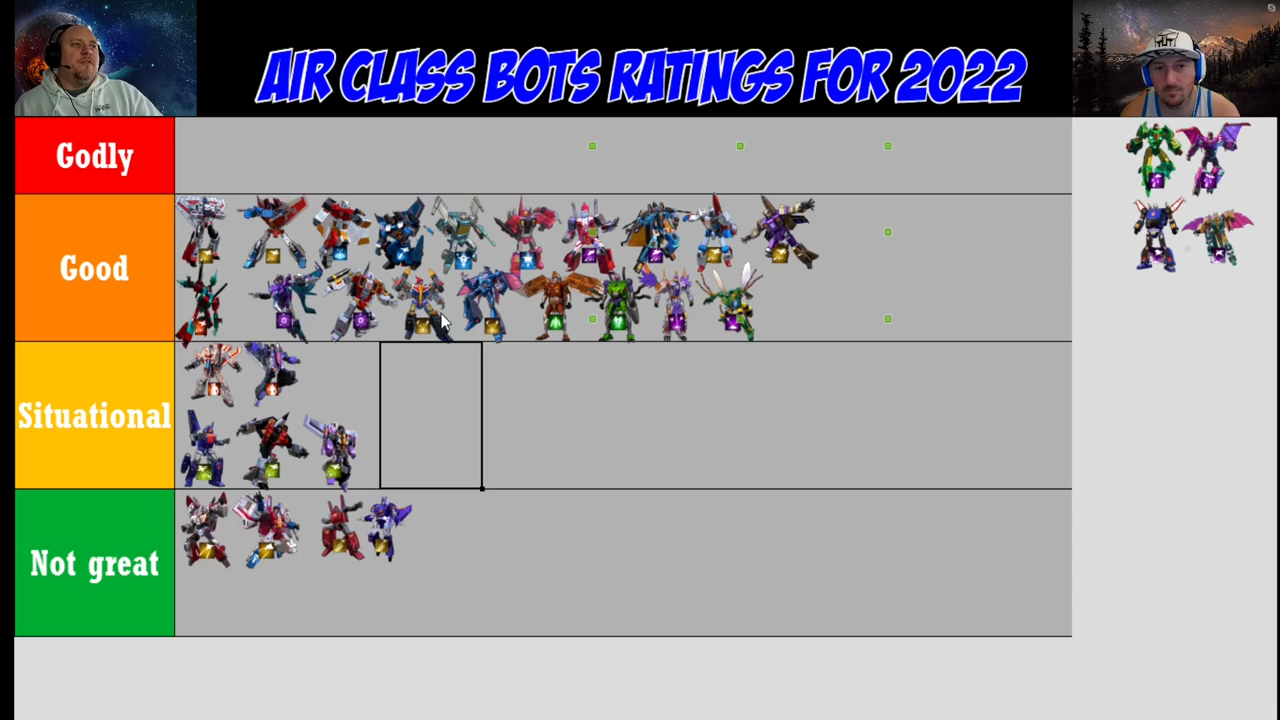 AIR CLASS BOTS RATINGS FOR 2022
Godly
Good
Situational
Not great